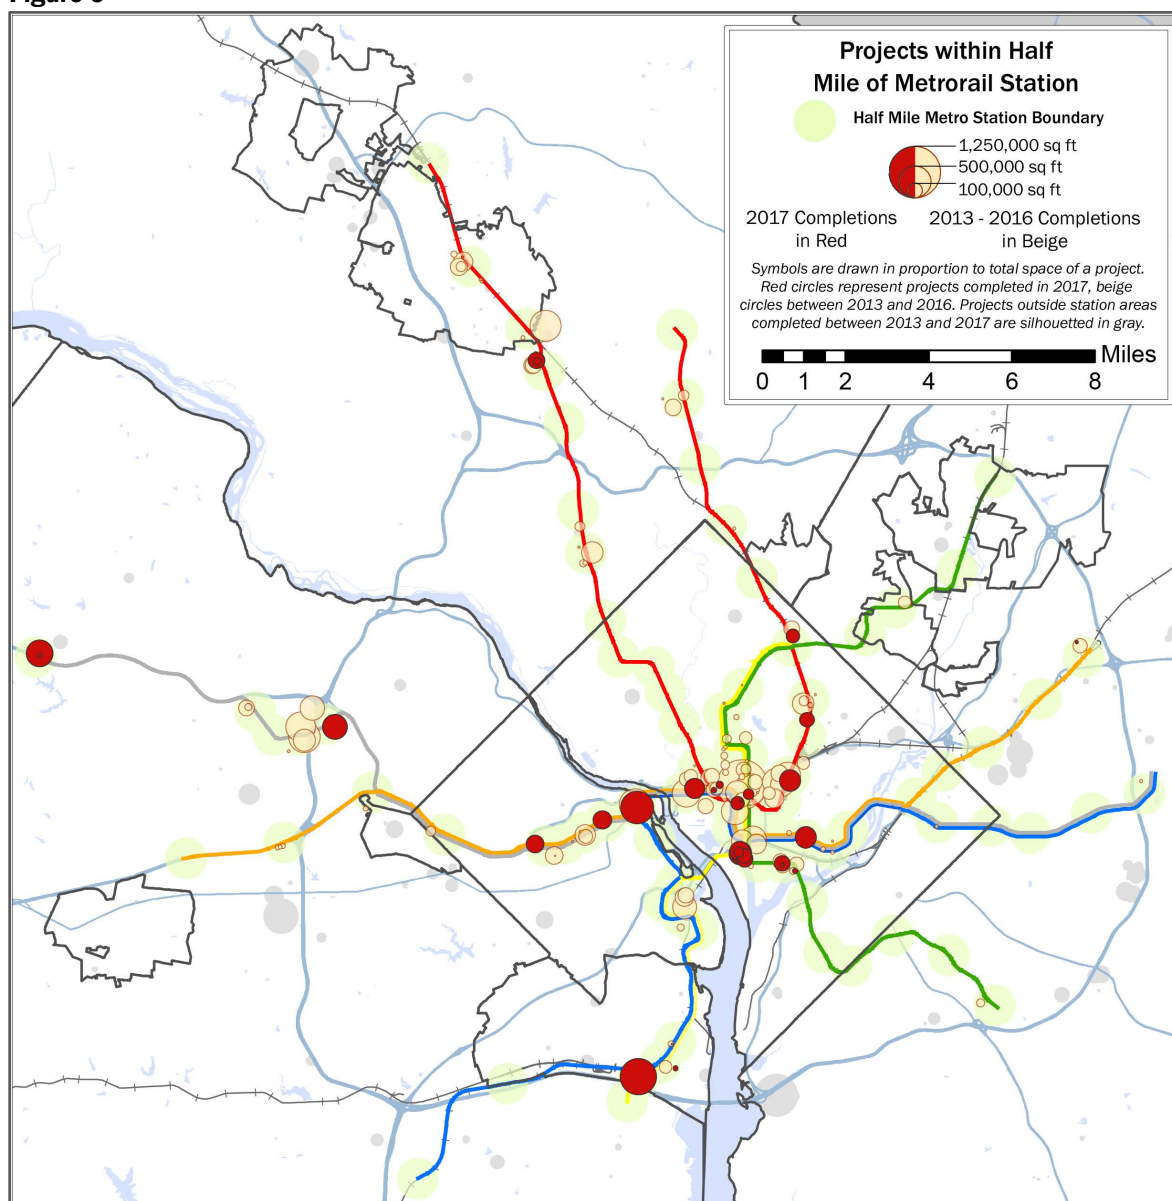 Projects within Half
Mile of Metrorail Station
Half Mile Metro Station Boundary
1,250,000 sq ft
500,000 sq ft
100,000 sq ft
2017 Completions
in Red
2013 - 2016 Completions
in Beige
Symbols are drawn in proportion to total space of a project.
Red circles represent projects completed in 2017, beige
circles between 2013 and 2016. Projects outside station areas
completed between 2013 and 2017 are silhouetted in gray.
Miles
0 1 2 4 6 8